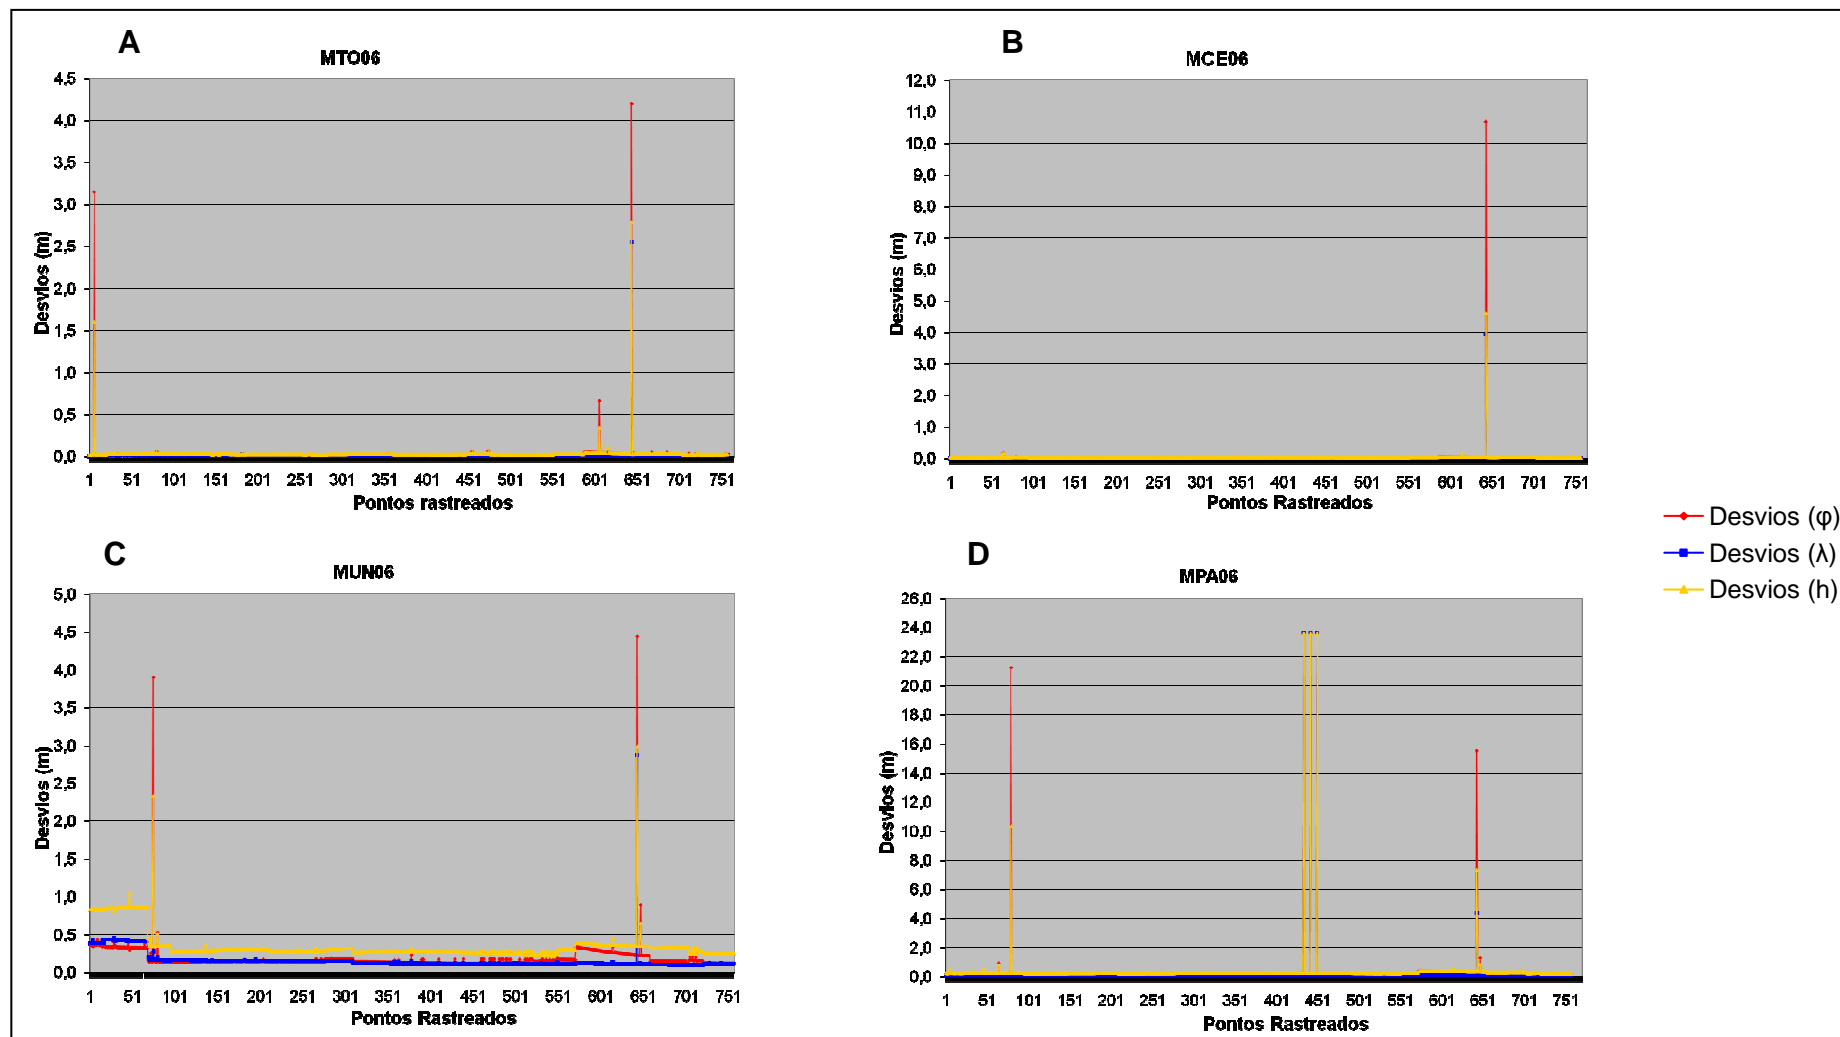 A
MTO06
4,5
4,0
3,5
3,0
2,5
2,0
1,5
1,0
0,5
0,0
Desvios (m)
1 51 101 151 201 251 301 351 401 451 501 551 601 651 701 751
Pontos rastreados
B
MCE06
12,0
11,0
10,0
9,0
8,0
7,0
6,0
5,0
4,0
3,0
2,0
1,0
0,0
Desvios (m)
1 51 101 151 201 251 301 351 401 451 501 551 601 651 701 751
Pontos Rastreados
C
MUN06
5,0
4,5
4,0
3,5
3,0
2,5
2,0
1,5
1,0
0,5
0,0
Desvios (m)
1 51 101 151 201 251 301 351 401 451 501 551 601 651 701 751
Pontos Rastreados
D
MPA06
26,0
24,0
22,0
20,0
18,0
16,0
14,0
12,0
10,0
8,0
6,0
4,0
2,0
0,0
Desvios (m)
1 51 101 151 201 251 301 351 401 451 501 551 601 651 701 751
Pontos Rastreados
Desvios (φ)
Desvios (λ)
Desvios (h)